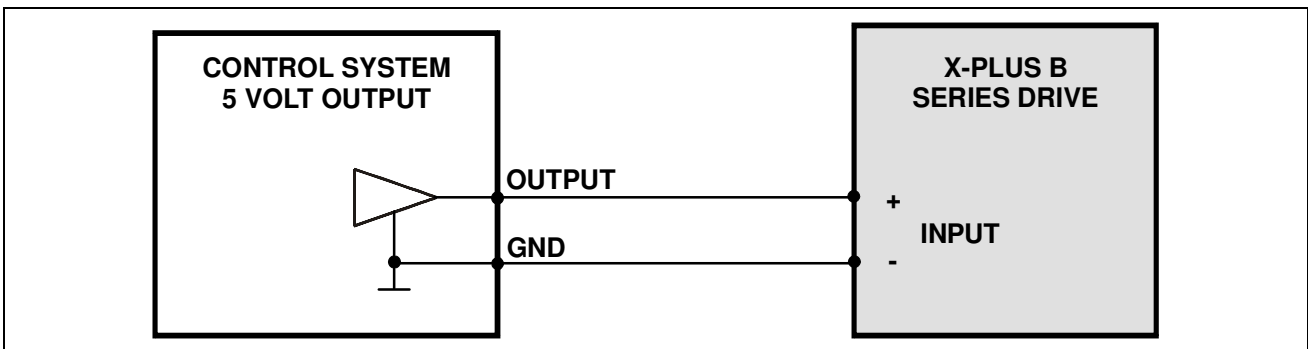 CONTROL SYSTEM
5 VOLT OUTPUT
X-PLUS B
SERIES DRIVE
OUTPUT
+
INPUT
GND
-